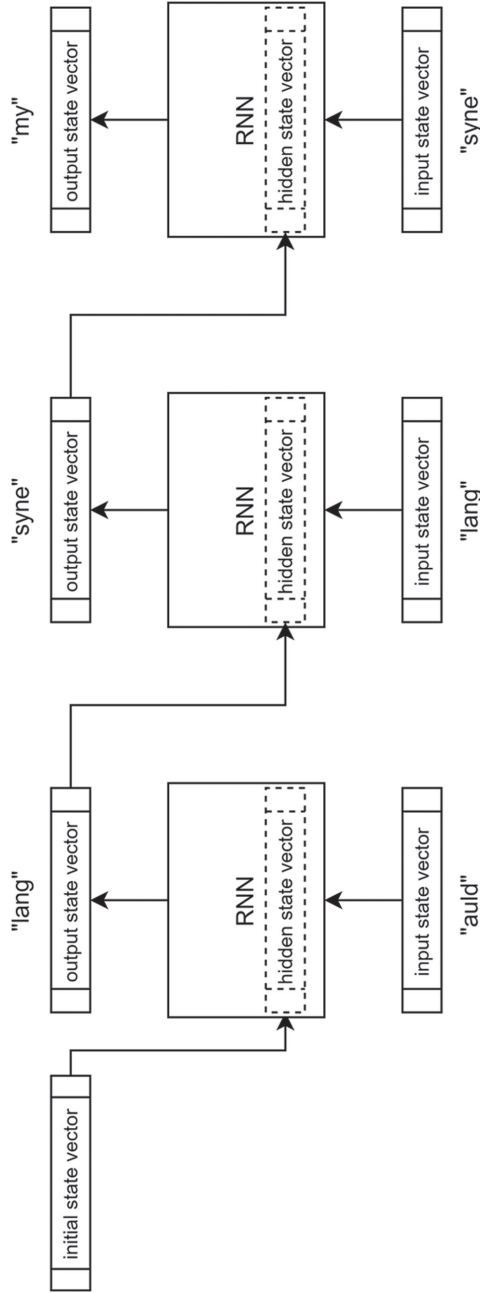 initial state vector
"lang"
output state vector
RNN
hidden state vector
input state vector
"auld"
"syne"
output state vector
RNN
hidden state vector
input state vector
"lang"
"my"
output state vector
RNN
hidden state vector
input state vector
"syne"